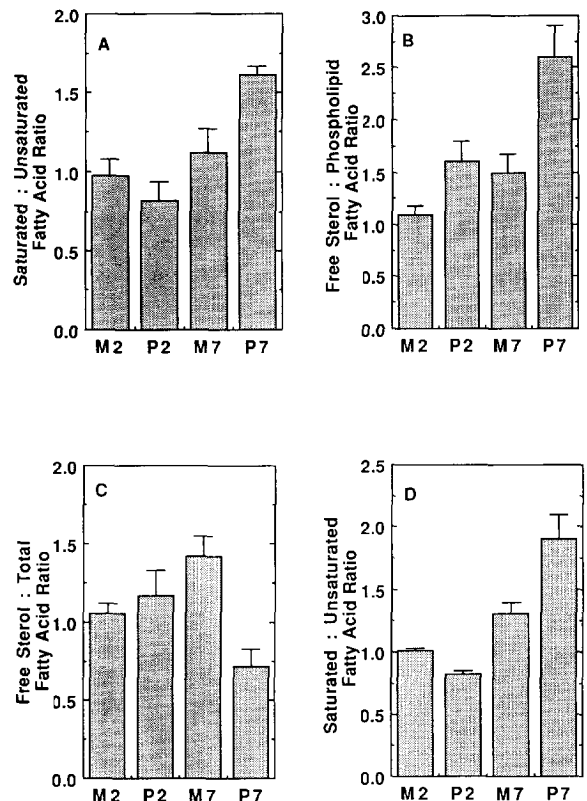 A
Saturated : Unsaturated
Fatty Acid Ratio
2.0
1.5
1.0
0.5
0.0
M2 P2 M7 P7
B
Free Sterol : Phospholipid
Fatty Acid Ratio
3.0
2.5
2.0
1.5
1.0
0.5
0.0
M2 P2 M7 P7
C
Free Sterol : Total
Fatty Acid Ratio
2.0
1.5
1.0
0.5
0.0
M2 P2 M7 P7
D
Saturated : Unsaturated
Fatty Acid Ratio
2.5
2.0
1.5
1.0
0.5
0.0
M2 P2 M7 P7